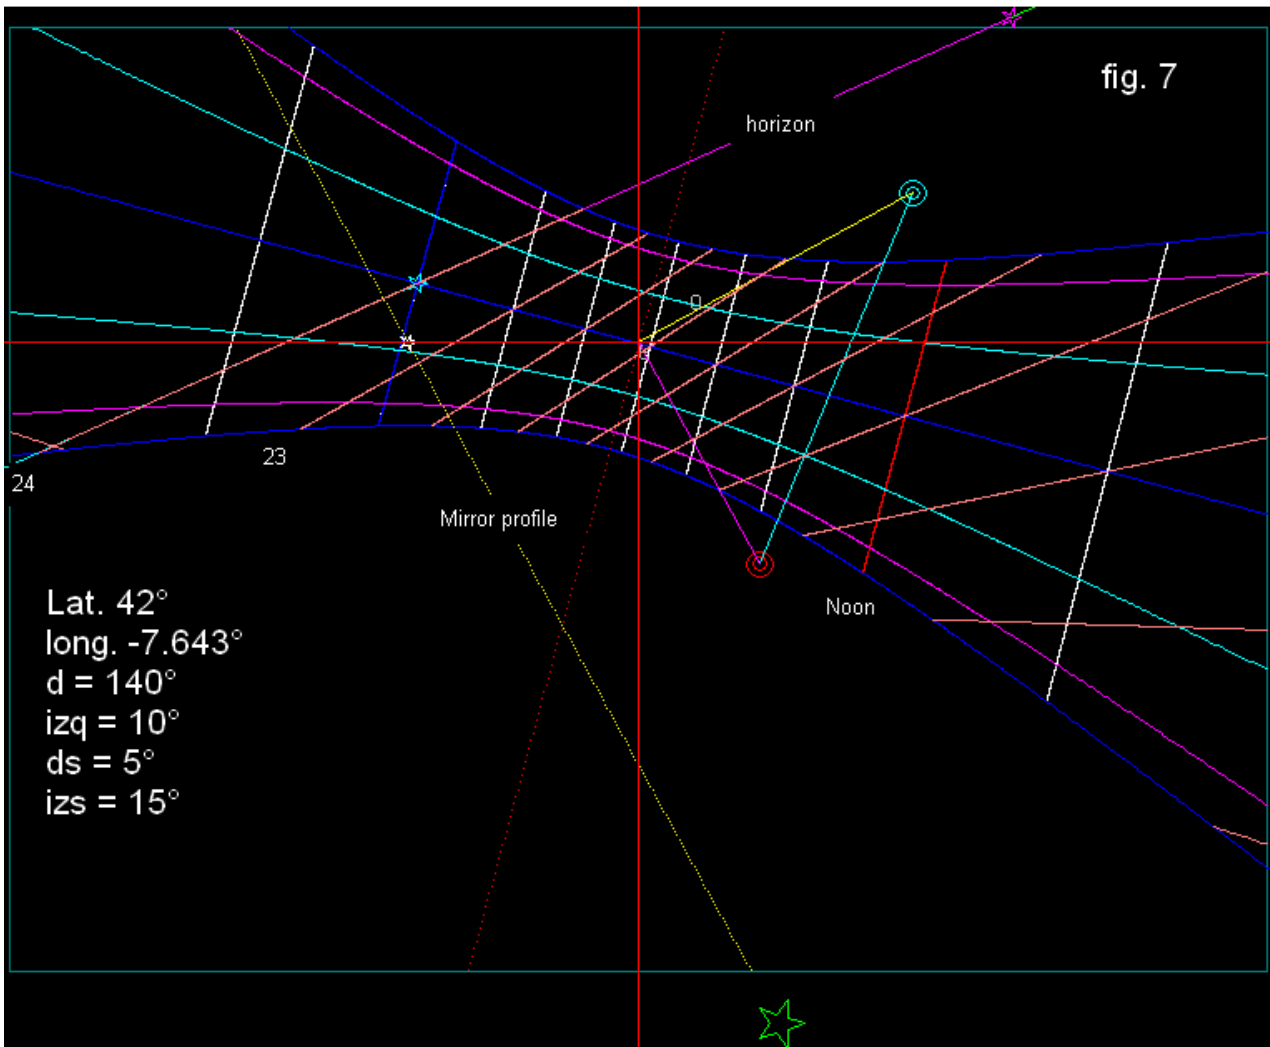 fig. 7
horizon
0
23
24
Mirror profile
Noon
Lat. 42°
long. -7.643°
d = 140°
izq = 10°
ds = 5°
izs = 15°